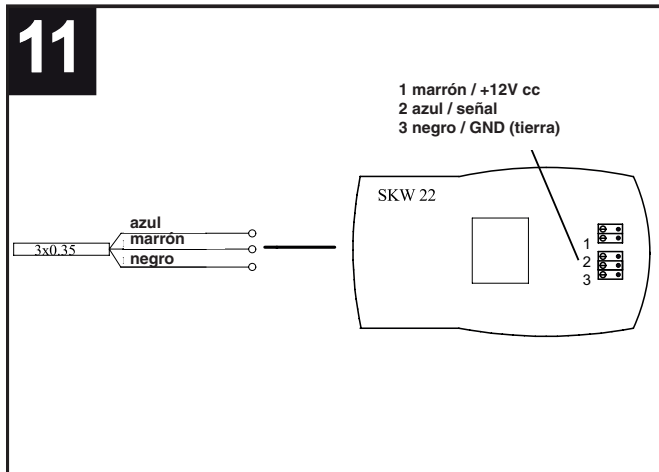 11
1 marrón / +12V cc
2 azul / señal
3 negro / GND (tierra)
SKW 22
azul
marrón
negro
3x0.35
1
2
3